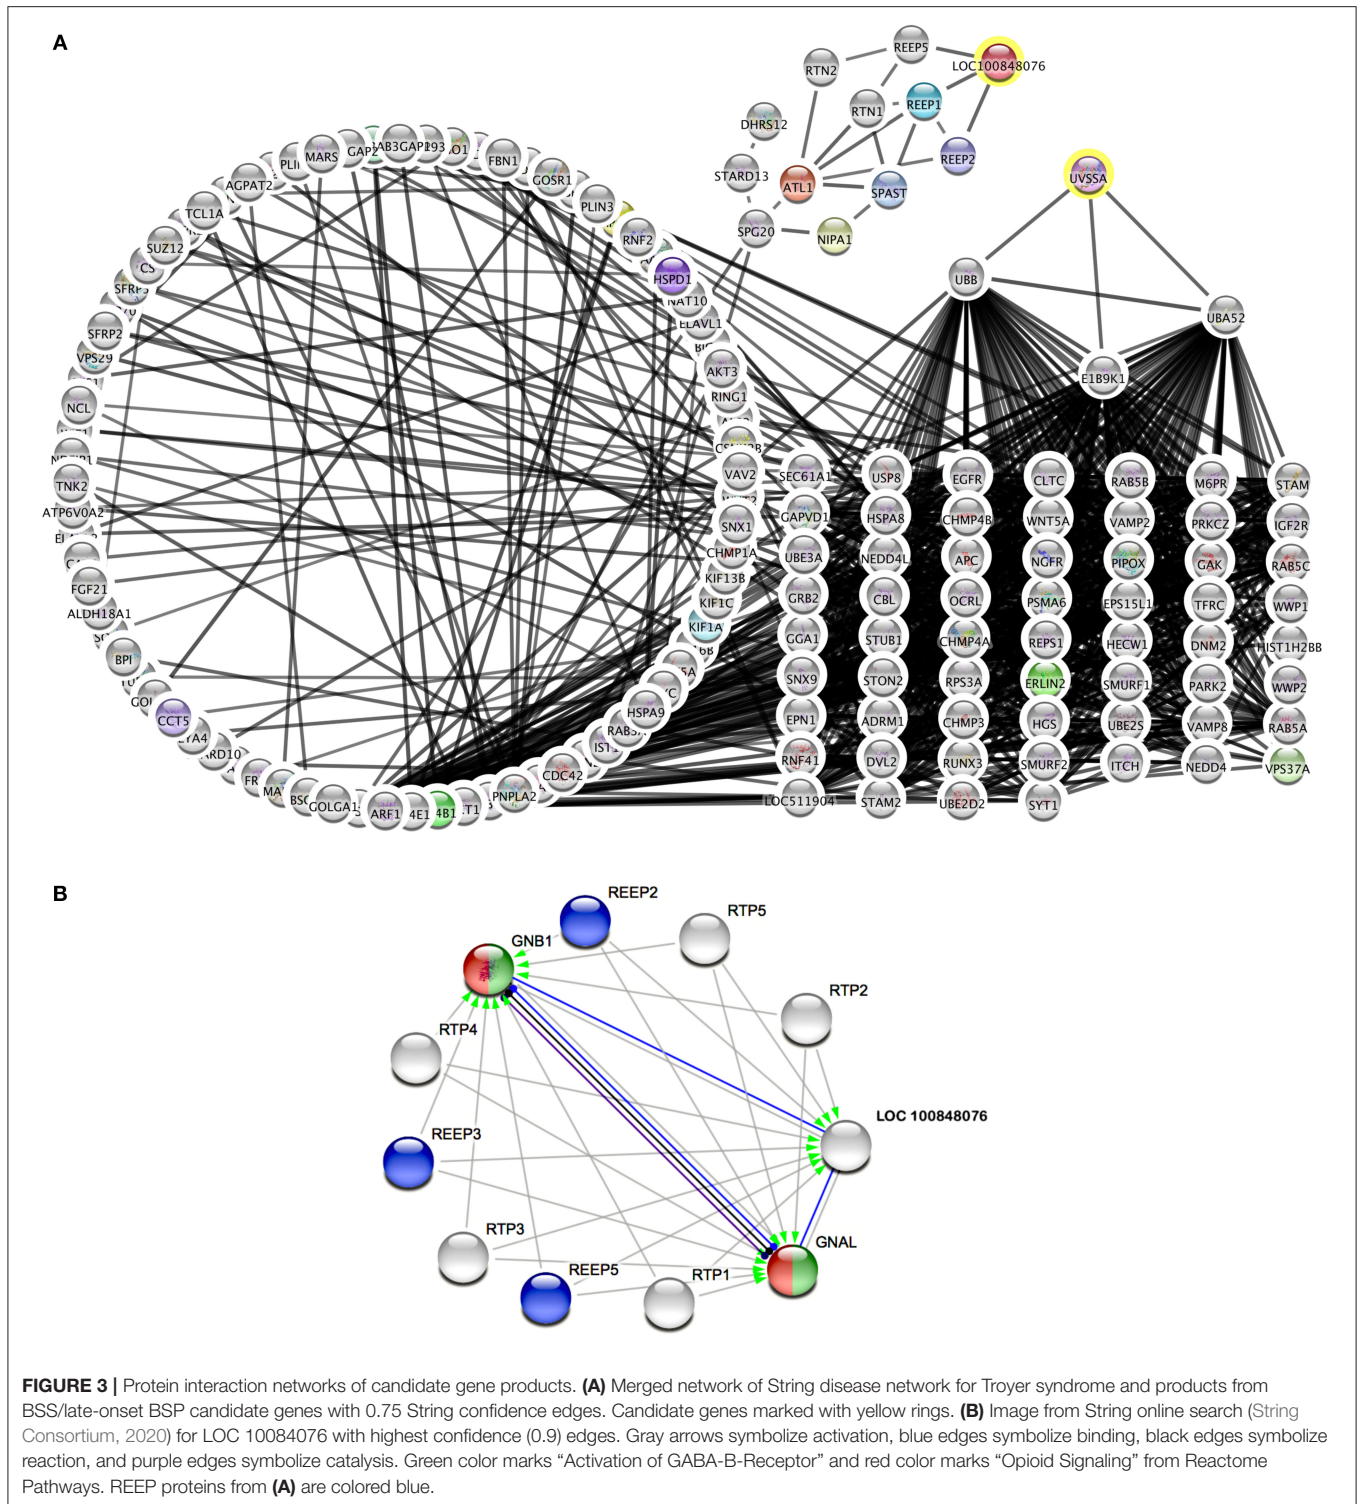 A
REEP5
RTN2
LOC100848076
RTN1
REEP1
DHRS12
REEP2
STARD13
ATL1
SPAST
UVSSA
SPG20
NIPA1
UBB
UBA52
E1B9K1
MARS
GAP2
AB3GAP1
FBN1
GOSR1
AGPAT2
PLIN3
TCL1A
RNF2
SUZ12
HSPD1
NAT10
ELAVL1
SFRP2
VPS29
AKT3
RING1
NCL
VAV2
TNK2
ATP6V0A2
SNX1
CHMP1A
KIF13B
FGF21
KIF1C
ALDH18A1
KIF1A
BPI
HSPA9
CCT5
CDC42
PNPLA2
GOLGA1
ARF1
4E1
4B1
SEC61A1 USP8 EGFR CLTC RAB5B M6PR STAM
GAPVD1 HSPA8 CHMP4B WNT5A VAMP2 PRKCZ IGF2R
UBE3A NEDD4L APC NGFR PIPOX GAK RAB5C
GRB2 CBL OCRL PSMA6 EPS15L1 TFRC WWP1
GGA1 STUB1 CHMP4A REPS1 HECW1 DNM2 HIST1H2BB
SNX9 STON2 RPS3A ERLIN2 SMURF1 PARK2 WWP2
EPN1 ADRM1 CHMP3 HGS UBE2S VAMP8 RAB5A
RNF41 DVL2 RUNX3 SMURF2 ITCH NEDD4 VPS37A
LOC511904 STAM2 UBE2D2 SYT1
B
REEP2
RTP5
GNB1
RTP2
RTP4
LOC 100848076
REEP3
RTP3
GNAL
REEP5
RTP1
FIGURE 3 | Protein interaction networks of candidate gene products. (A) Merged network of String disease network for Troyer syndrome and products from
BSS/late-onset BSP candidate genes with 0.75 String confidence edges. Candidate genes marked with yellow rings. (B) Image from String online search (String
Consortium, 2020) for LOC 10084076 with highest confidence (0.9) edges. Gray arrows symbolize activation, blue edges symbolize binding, black edges symbolize
reaction, and purple edges symbolize catalysis. Green color marks “Activation of GABA-B-Receptor” and red color marks “Opioid Signaling” from Reactome
Pathways. REEP proteins from (A) are colored blue.